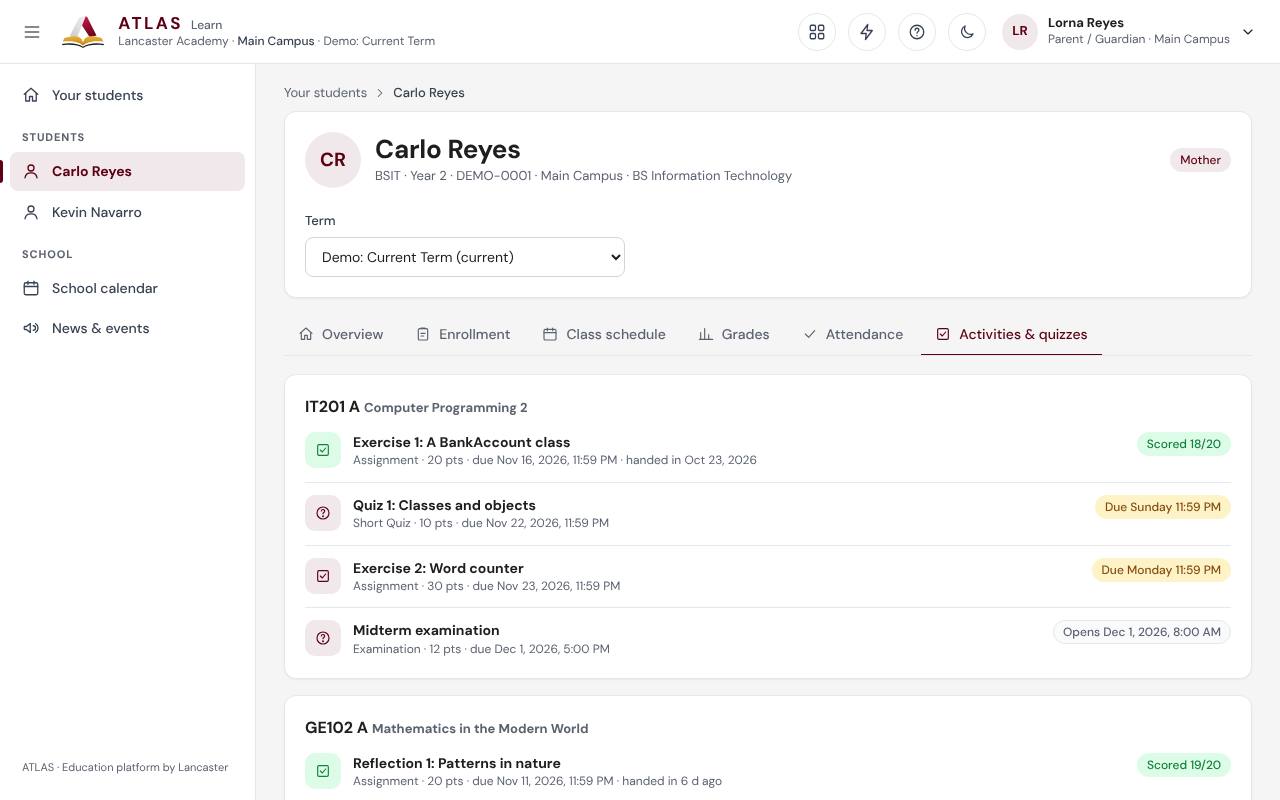 ATLAS Learn
Lancaster Academy · Main Campus · Demo: Current Term
LR
Lorna Reyes
Parent / Guardian · Main Campus
Your students
STUDENTS
Carlo Reyes
Kevin Navarro
SCHOOL
School calendar
News & events
ATLAS · Education platform by Lancaster
Your students > Carlo Reyes
CR
Carlo Reyes
BSIT · Year 2 · DEMO-0001 · Main Campus · BS Information Technology
Mother
Term
Demo: Current Term (current)
Overview Enrollment Class schedule Grades Attendance Activities & quizzes
IT201 A Computer Programming 2
Exercise 1: A BankAccount class
Assignment · 20 pts · due Nov 16, 2026, 11:59 PM · handed in Oct 23, 2026
Scored 18/20
Quiz 1: Classes and objects
Short Quiz · 10 pts · due Nov 22, 2026, 11:59 PM
Due Sunday 11:59 PM
Exercise 2: Word counter
Assignment · 30 pts · due Nov 23, 2026, 11:59 PM
Due Monday 11:59 PM
Midterm examination
Examination · 12 pts · due Dec 1, 2026, 5:00 PM
Opens Dec 1, 2026, 8:00 AM
GE102 A Mathematics in the Modern World
Reflection 1: Patterns in nature
Assignment · 20 pts · due Nov 11, 2026, 11:59 PM · handed in 6 d ago
Scored 19/20